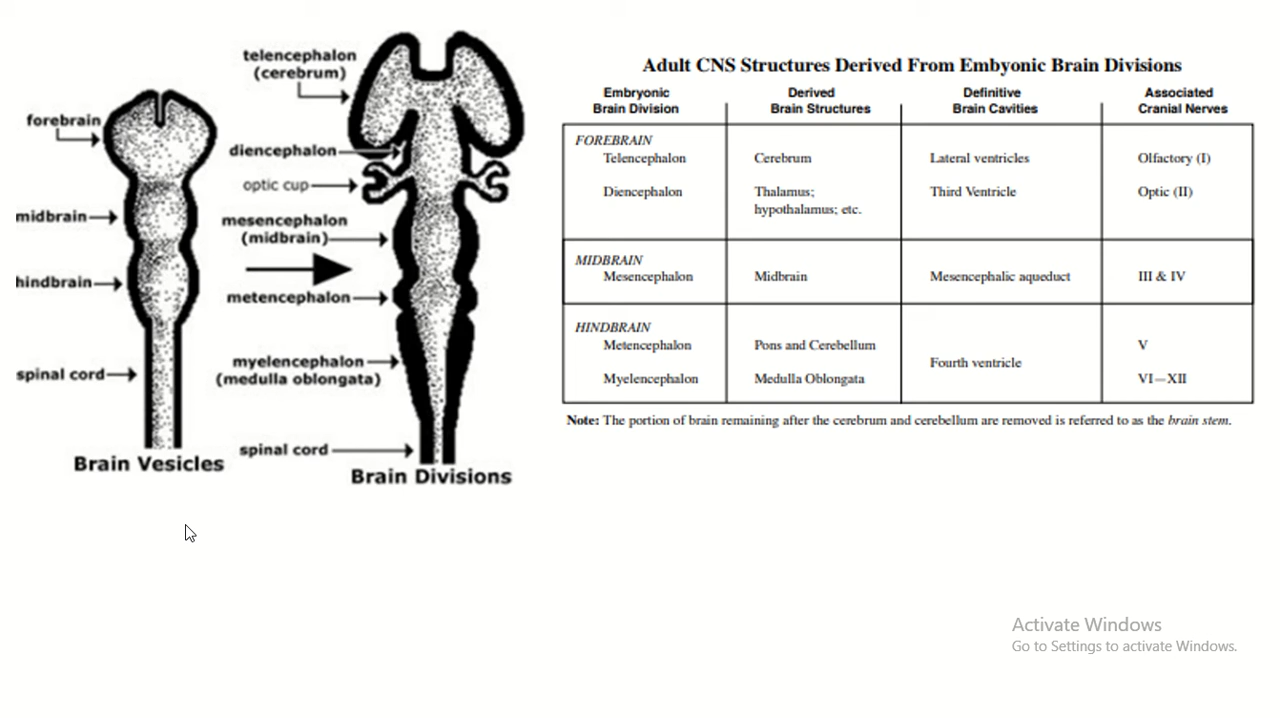 forebrain
midbrain
hindbrain
spinal cord
Brain Vesicles
telencephalon
(cerebrum)
diencephalon
optic cup
mesencephalon
(midbrain)
metencephalon
myelencephalon
(medulla oblongata)
spinal cord
Brain Divisions
Adult CNS Structures Derived From Embyonic Brain Divisions
Embryonic Derived Definitive Associated
Brain Division Brain Structures Brain Cavities Cranial Nerves
FOREBRAIN
Telencephalon Cerebrum Lateral ventricles Olfactory (I)
Diencephalon Thalamus; Third Ventricle Optic (II)
hypothalamus; etc.
MIDBRAIN
Mesencephalon Midbrain Mesencephalic aqueduct III & IV
HINDBRAIN
Metencephalon Pons and Cerebellum V
Fourth ventricle
Myelencephalon Medulla Oblongata VI—XII
Note: The portion of brain remaining after the cerebrum and cerebellum are removed is referred to as the brain stem.
Activate Windows
Go to Settings to activate Windows.